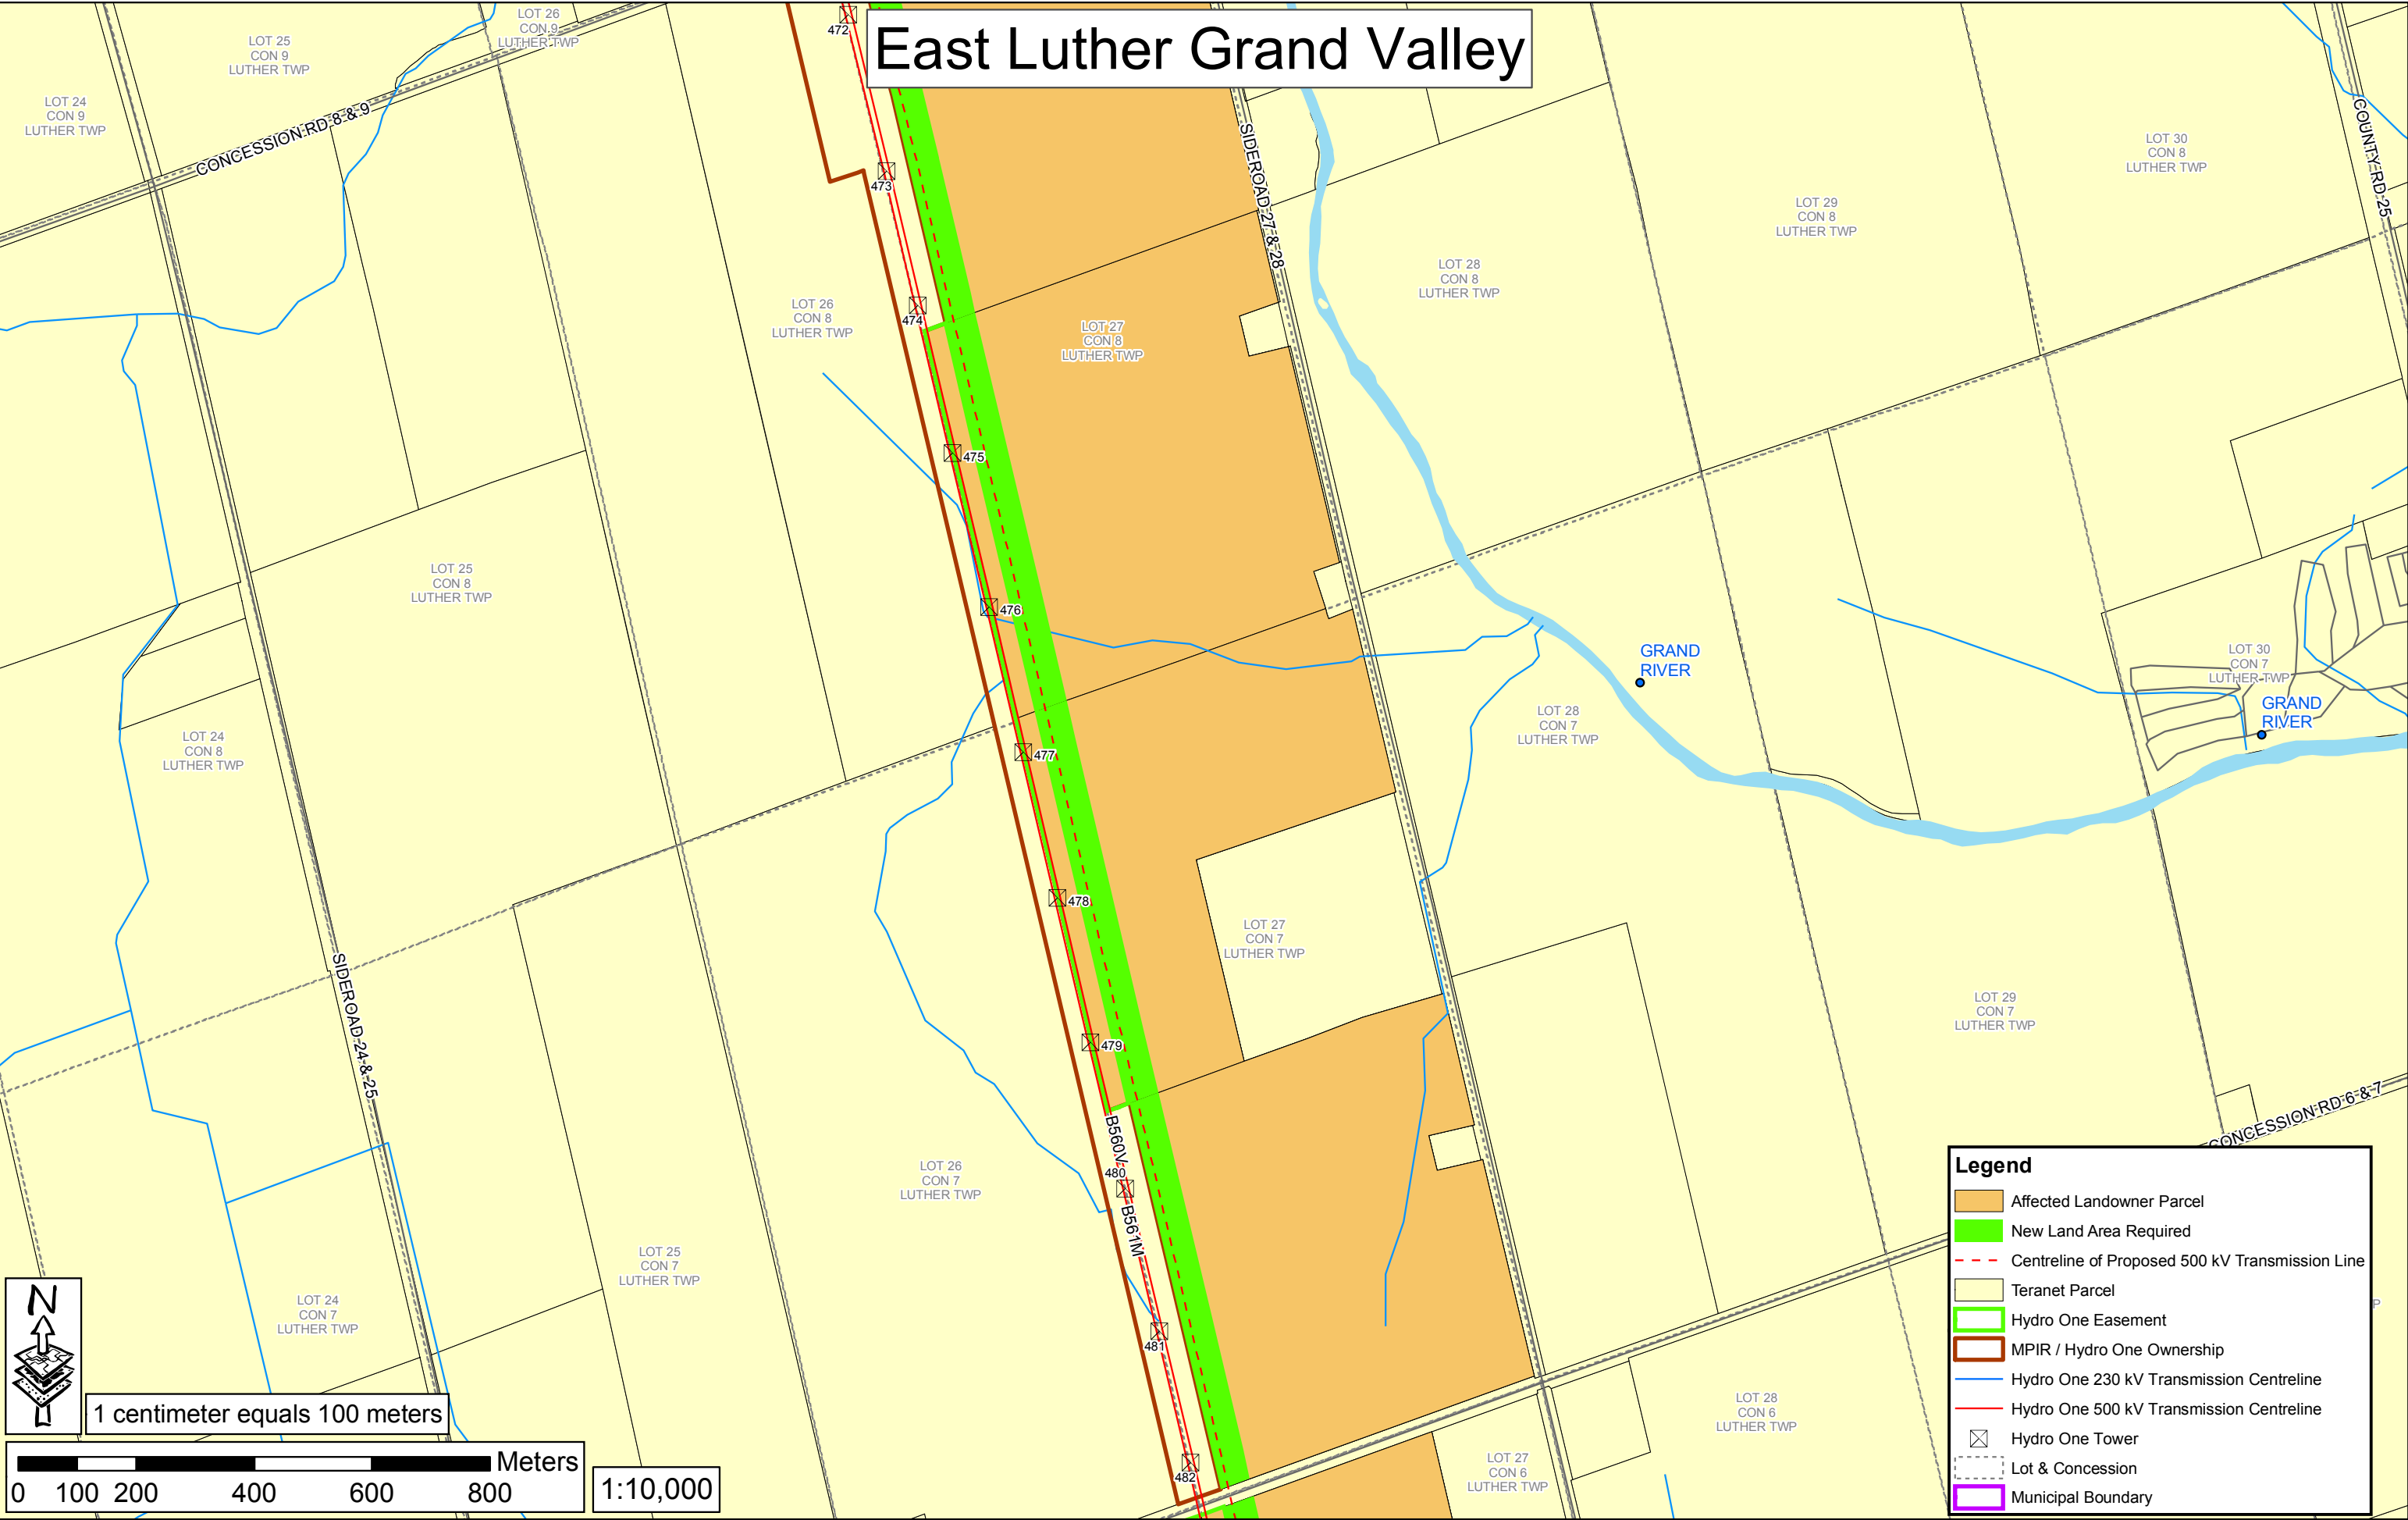 East Luther Grand Valley
LOT 26
CON 9
LUTHER TWP
LOT 25
CON 9
LUTHER TWP
LOT 24
CON 9
LUTHER TWP
CONCESSION RD 8 & 9
472
473
474
475
476
477
478
479
480
481
482
SIDEROAD 27 & 28
COUNTY RD 25
LOT 30
CON 8
LUTHER TWP
LOT 29
CON 8
LUTHER TWP
LOT 28
CON 8
LUTHER TWP
LOT 27
CON 8
LUTHER TWP
LOT 26
CON 8
LUTHER TWP
LOT 25
CON 8
LUTHER TWP
LOT 24
CON 8
LUTHER TWP
GRAND
RIVER
LOT 30
CON 7
LUTHER TWP
GRAND
RIVER
LOT 28
CON 7
LUTHER TWP
LOT 27
CON 7
LUTHER TWP
LOT 29
CON 7
LUTHER TWP
SIDEROAD 24 & 25
CONCESSION RD 6 & 7
B560V
B561M
LOT 26
CON 7
LUTHER TWP
LOT 25
CON 7
LUTHER TWP
LOT 24
CON 7
LUTHER TWP
LOT 28
CON 6
LUTHER TWP
LOT 27
CON 6
LUTHER TWP
P
N
1 centimeter equals 100 meters
Meters
0 100 200 400 600 800
1:10,000
Legend
Affected Landowner Parcel
New Land Area Required
Centreline of Proposed 500 kV Transmission Line
Teranet Parcel
Hydro One Easement
MPIR / Hydro One Ownership
Hydro One 230 kV Transmission Centreline
Hydro One 500 kV Transmission Centreline
Hydro One Tower
Lot & Concession
Municipal Boundary